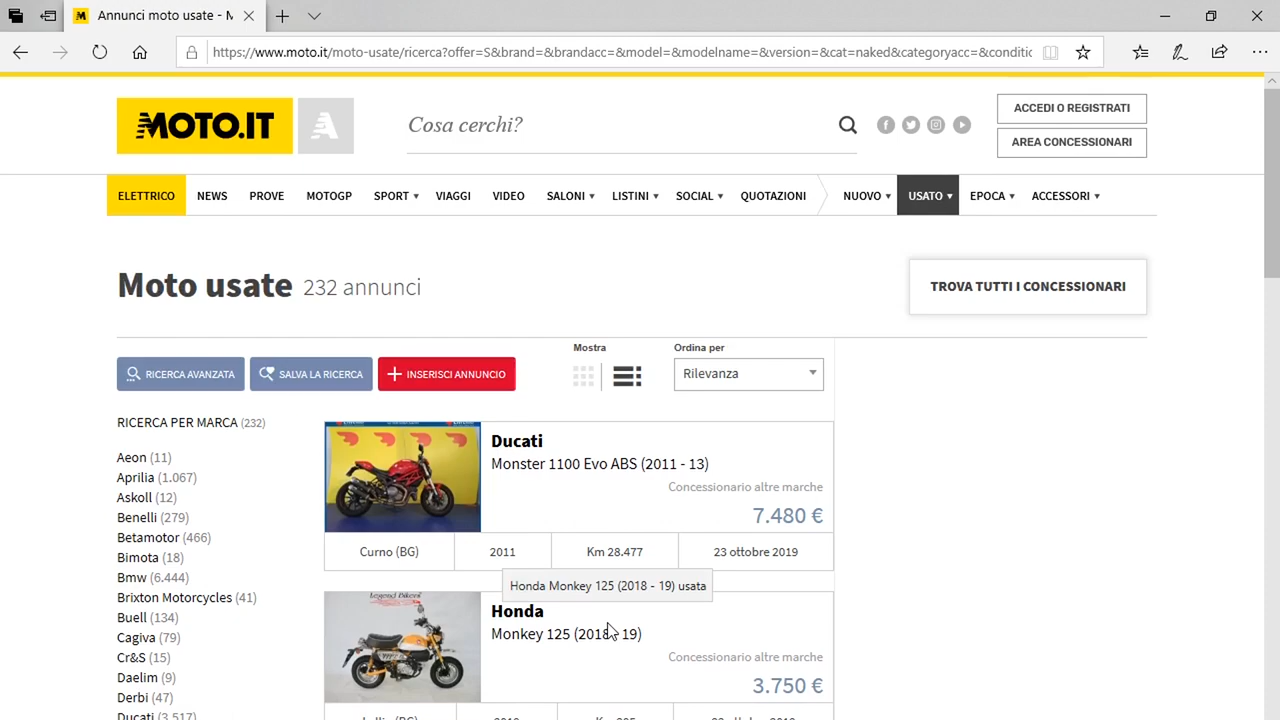 Annunci moto usate - M
https://www.moto.it/moto-usate/ricerca?offer=S&brand=&brandacc=&model=&modelname=&version=&cat=naked&categoryacc=&conditic
MOTO.IT A
Cosa cerchi?
ACCEDI O REGISTRATI
AREA CONCESSIONARI
ELETTRICO NEWS PROVE MOTOGP SPORT VIAGGI VIDEO SALONI LISTINI SOCIAL QUOTAZIONI NUOVO USATO EPOCA ACCESSORI
Moto usate 232 annunci
TROVA TUTTI I CONCESSIONARI
Mostra Ordina per
RICERCA AVANZATA SALVA LA RICERCA INSERISCI ANNUNCIO Rilevanza
RICERCA PER MARCA (232)
Aeon (11)
Aprilia (1.067)
Askoll (12)
Benelli (279)
Betamotor (466)
Bimota (18)
Bmw (6.444)
Brixton Motorcycles (41)
Buell (134)
Cagiva (79)
Cr&S (15)
Daelim (9)
Derbi (47)
Ducati (3.517)
Ducati
Monster 1100 Evo ABS (2011 - 13)
Concessionario altre marche
7.480 €
Curno (BG) 2011 Km 28.477 23 ottobre 2019
Honda Monkey 125 (2018 - 19) usata
Legend Bikers
Honda
Monkey 125 (2018 - 19)
Concessionario altre marche
3.750 €